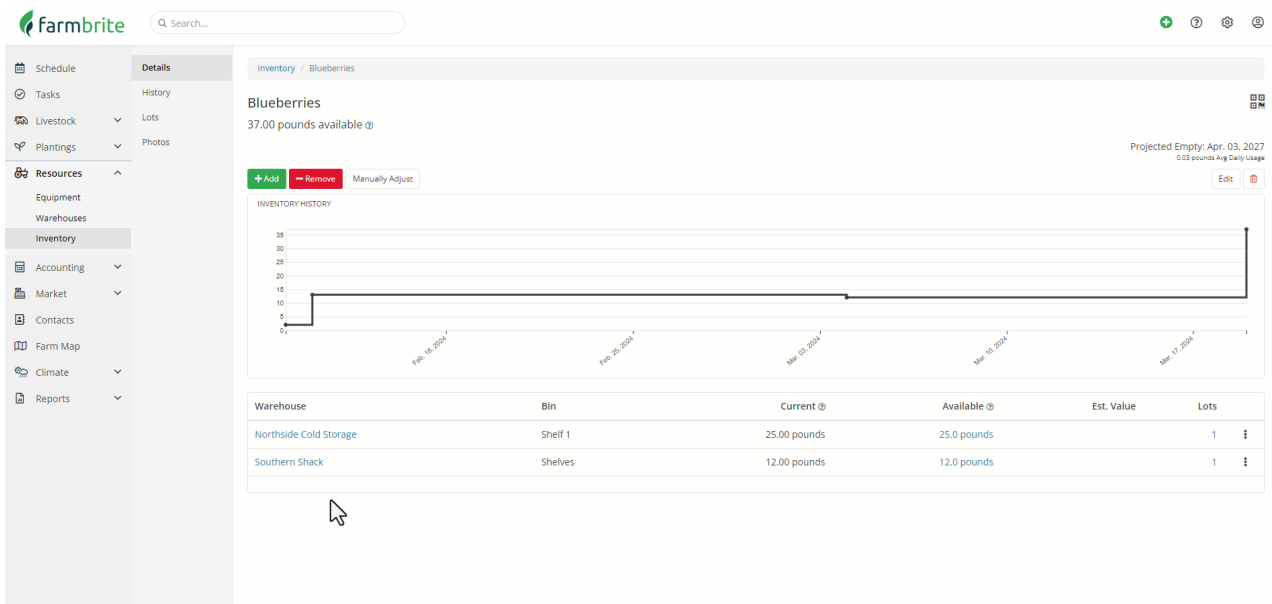 farmbrite
Search...
Schedule
Tasks
Livestock
Plantings
Resources
Equipment
Warehouses
Inventory
Accounting
Market
Contacts
Farm Map
Climate
Reports
Details
History
Lots
Photos
Inventory / Blueberries
Blueberries
37.00 pounds available
Projected Empty: Apr. 03, 2027
0.03 pounds Avg Daily Usage
+ Add − Remove Manually Adjust Edit
INVENTORY HISTORY
35
30
25
20
15
10
5
0
Feb. 18, 2024 Feb. 25, 2024 Mar. 03, 2024 Mar. 10, 2024 Mar. 17, 2024
Warehouse Bin Current Available Est. Value Lots
Northside Cold Storage Shelf 1 25.00 pounds 25.0 pounds 1
Southern Shack Shelves 12.00 pounds 12.0 pounds 1